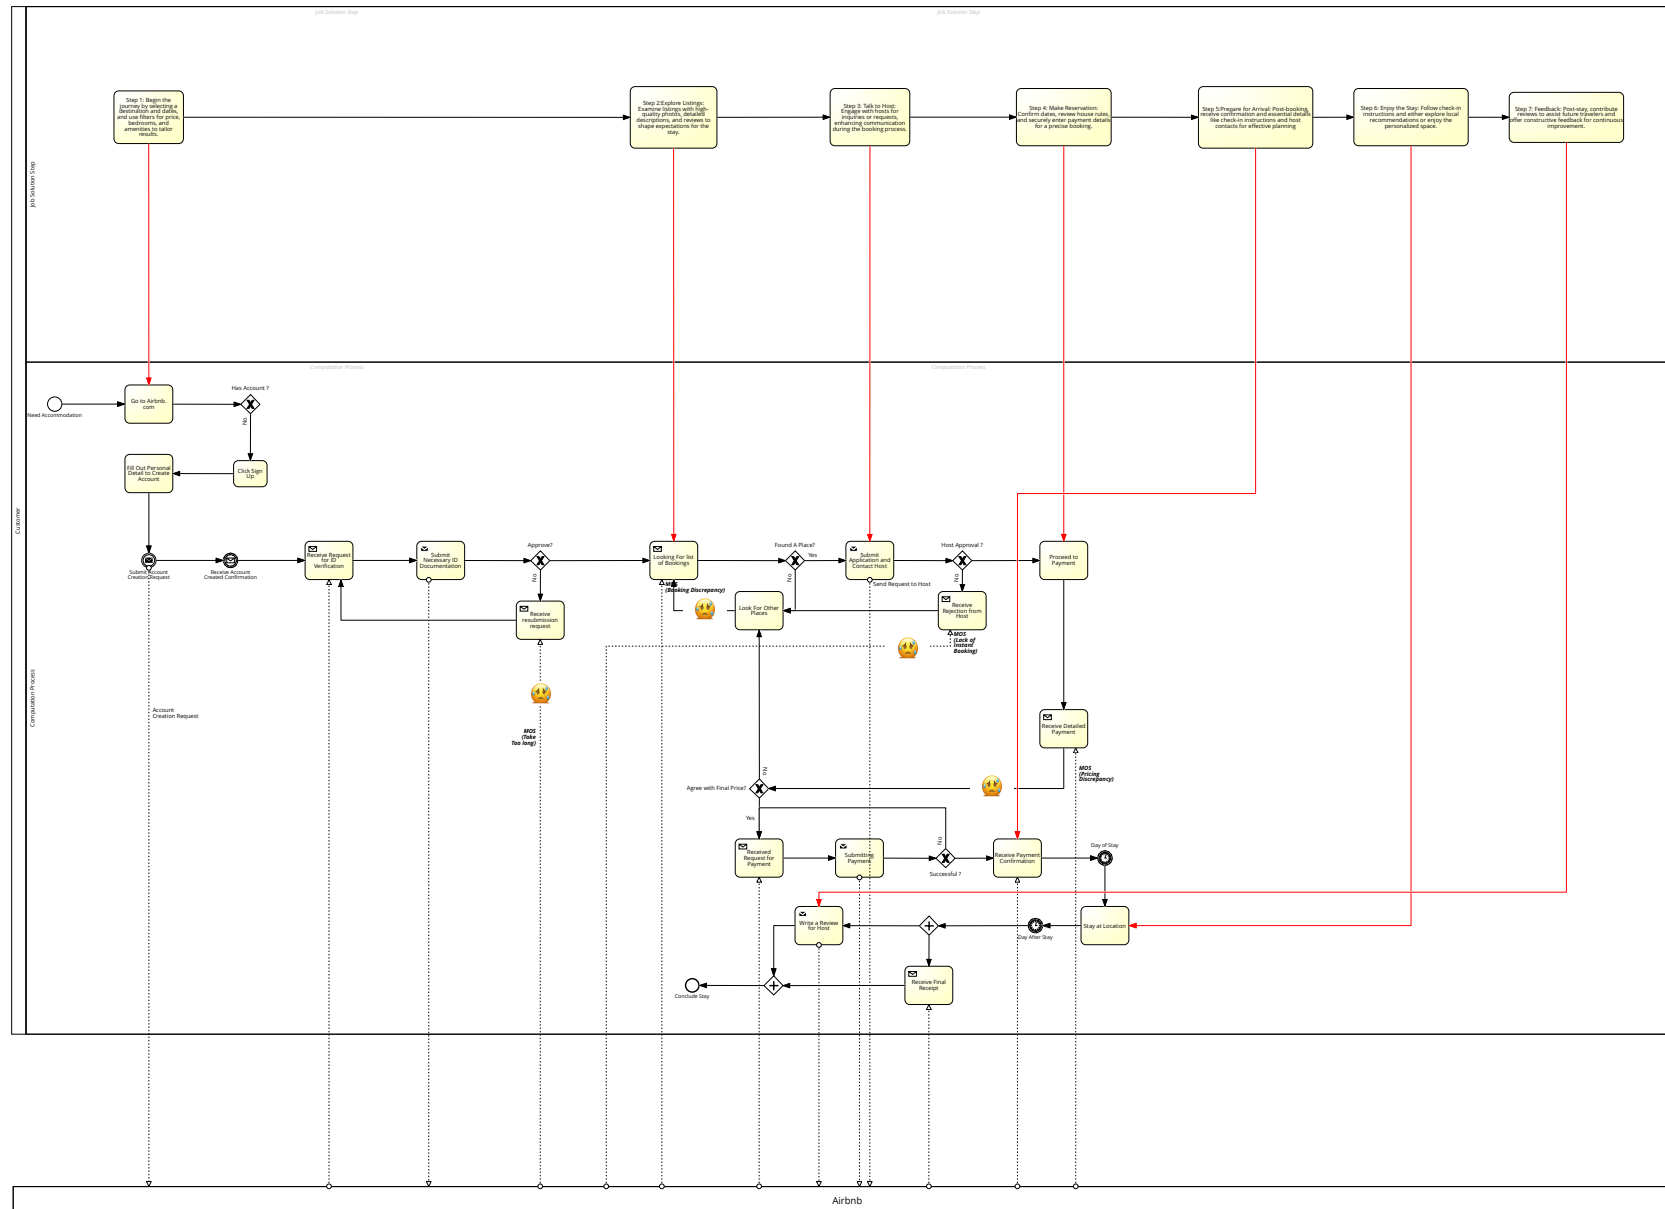 Job Solution Step
Job Solution Step
Step 1: Begin the
journey by selecting a
destination and dates,
and use filters for price,
bedrooms, and
amenities to tailor
results.
Step 2:Explore Listings:
Examine listings with high-
quality photos, detailed
descriptions, and reviews to
shape expectations for the
stay.
Step 3: Talk to Host:
Engage with hosts for
inquiries or requests,
enhancing communication
during the booking process.
Step 4: Make Reservation:
Confirm dates, review house rules,
and securely enter payment details
for a precise booking.
Step 5:Prepare for Arrival: Post-booking,
receive confirmation and essential details
like check-in instructions and host
contacts for effective planning
Step 6: Enjoy the Stay: Follow check-in
instructions and either explore local
recommendations or enjoy the
personalized space.
Step 7: Feedback: Post-stay, contribute
reviews to assist future travelers and
offer constructive feedback for continuous
improvement.
Job Solution Step
Customer
Computation Process
Computation Process
Computation Process
Need Accommodation
Go to Airbnb.
com
Has Account ?
No
Click Sign
Up
Fill Out Personal
Detail to Create
Account
Submit Account
Creation Request
Receive Account
Created Confirmation
Receive Request
for ID
Verification
Submit
Necessary ID
Documentation
Approve?
No
Receive
resubmission
request
Looking For list
of Bookings
MOS
(Booking Discrepancy)
Found A Place?
Yes
No
Look For Other
Places
Submit
Application and
Contact Host
Send Request to Host
Host Approval ?
No
Receive
Rejection from
Host
MOS
(Lack of
Instant
Booking)
Proceed to
Payment
Account
Creation Request
MOS
(Take
Too long)
Receive Detailed
Payment
MOS
(Pricing
Discrepancy)
No
Agree with Final Price?
Yes
Received
Request for
Payment
Submitting
Payment
No
Successful ?
Receive Payment
Confirmation
Day of Stay
Write a Review
for Host
Day After Stay
Stay at Location
Receive Final
Receipt
Conclude Stay
Airbnb